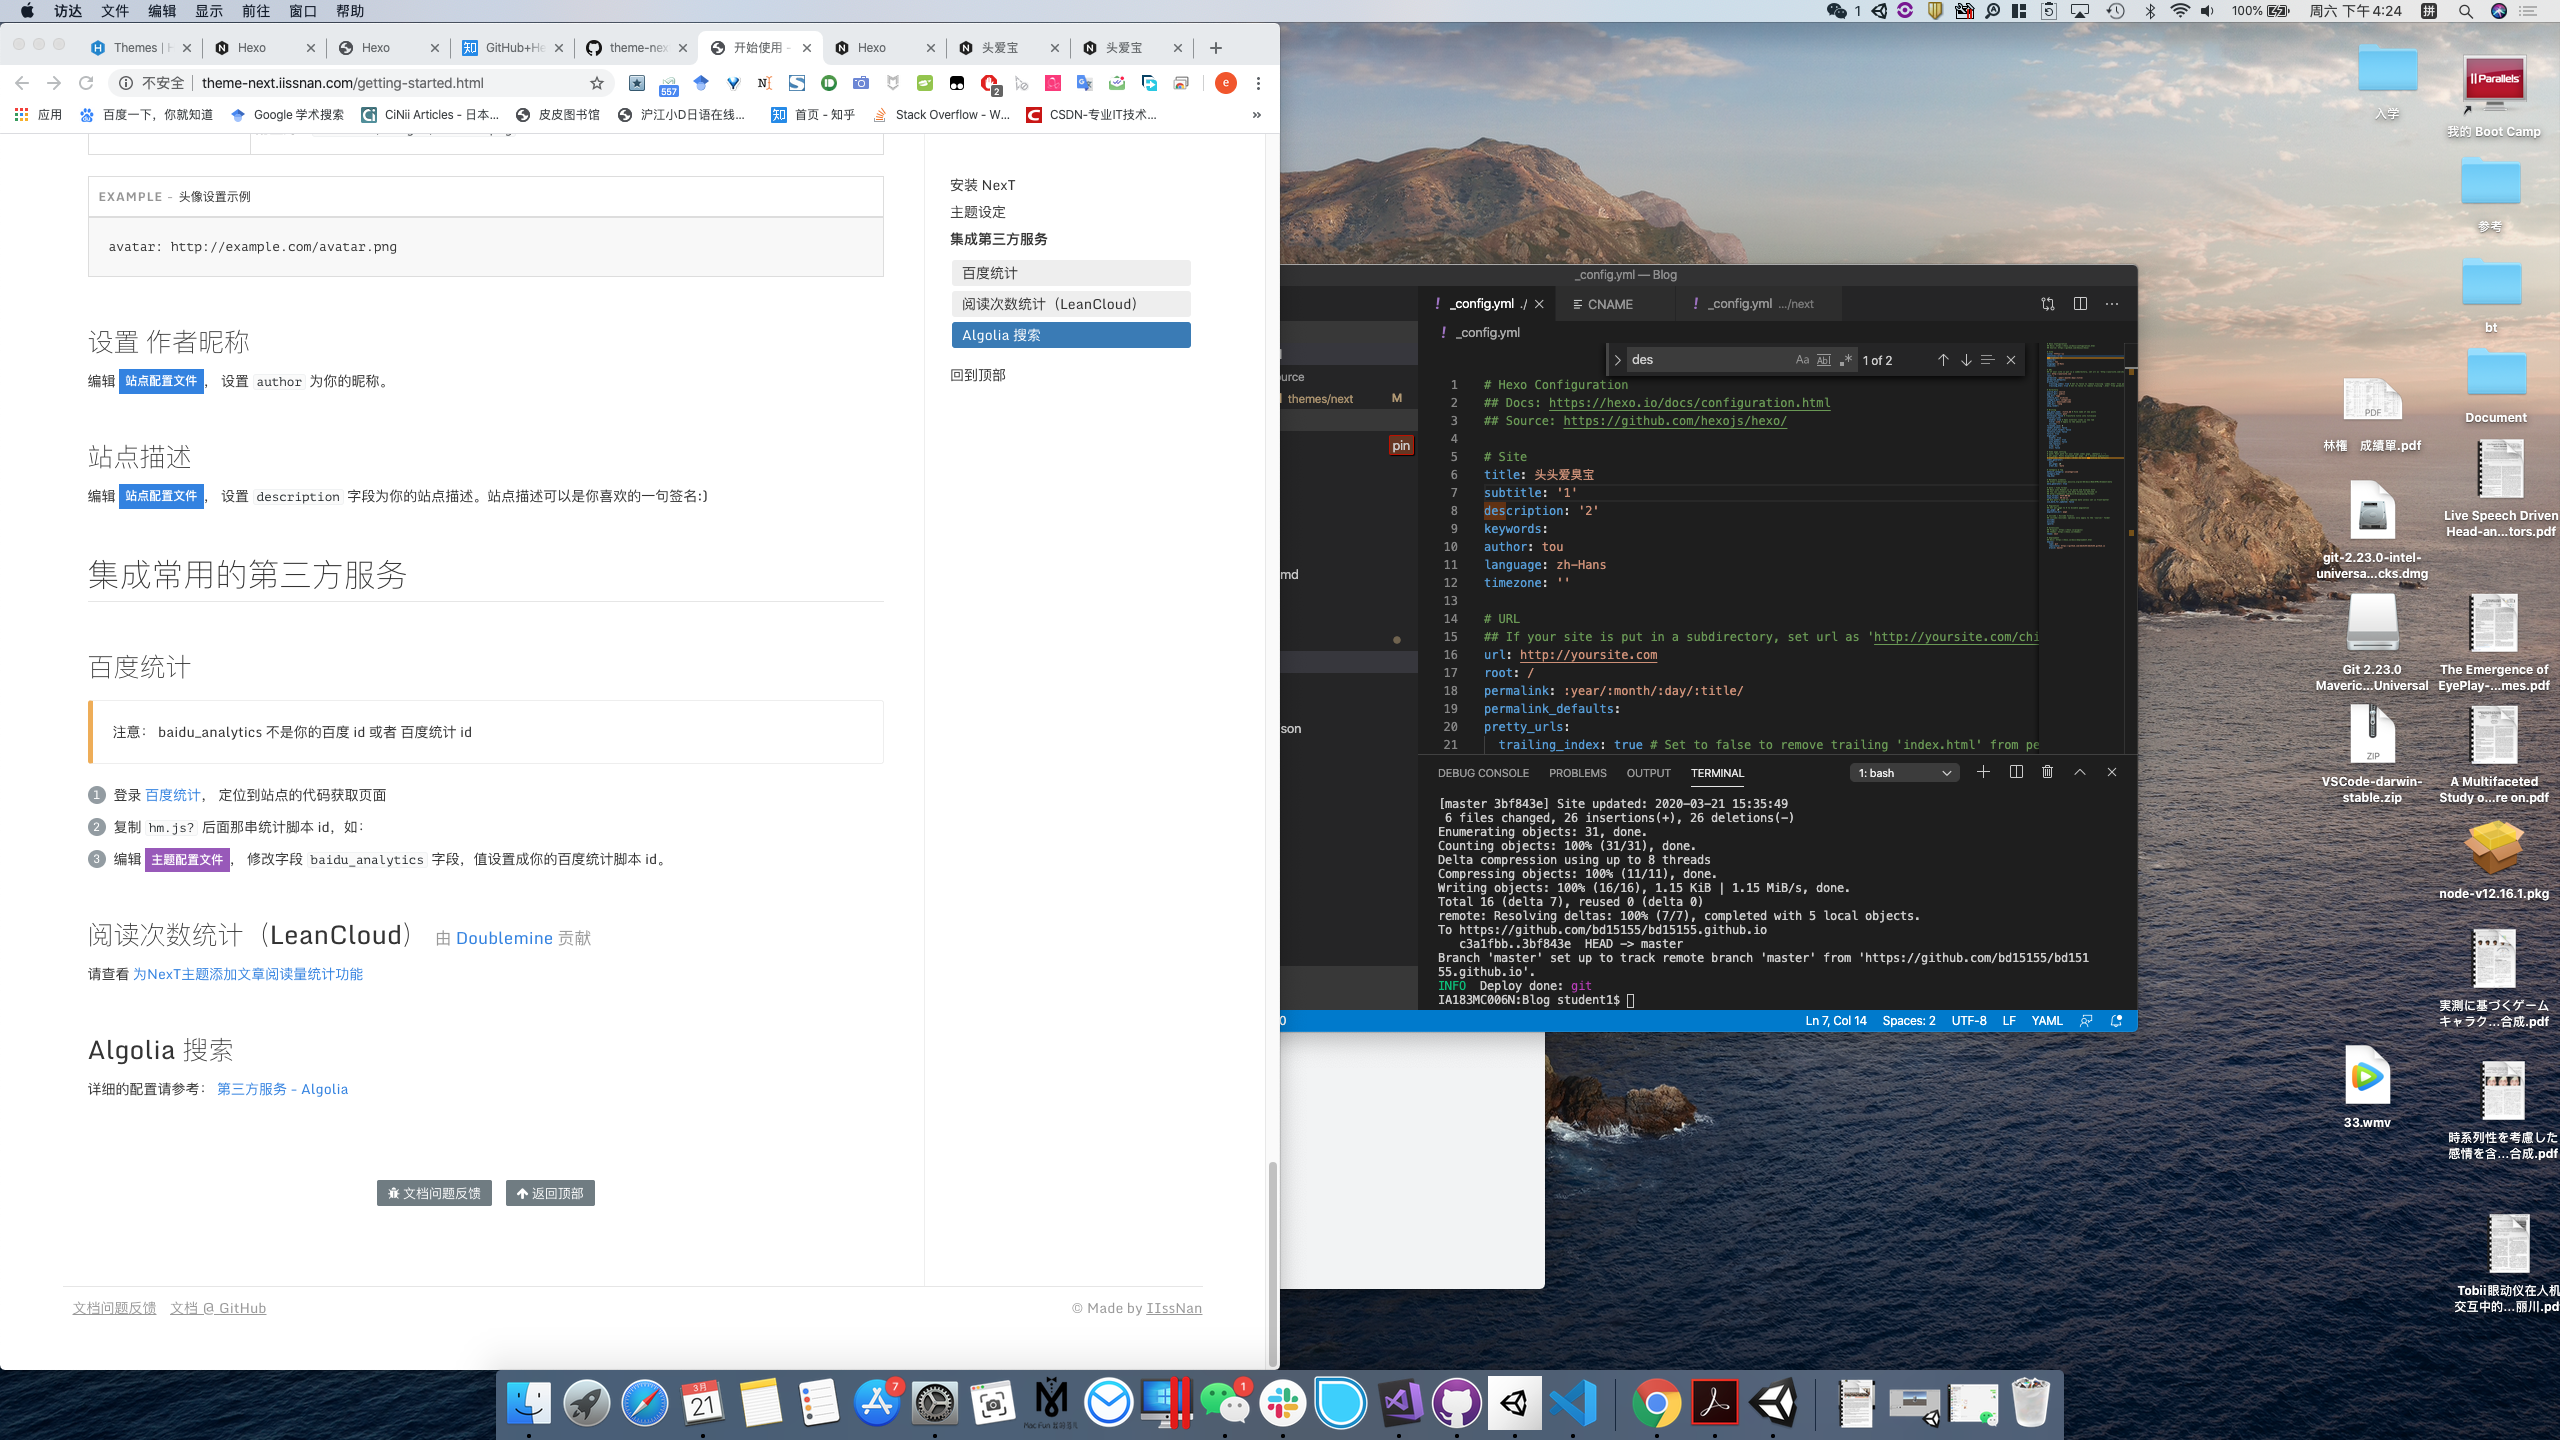 访达 文件 编辑 显示 前往 窗口 帮助
1 100% 周六 下午4:24
Themes | H Hexo Hexo GitHub+He theme-nex 开始使用 - Hexo 头爱宝 头爱宝
不安全 theme-next.iissnan.com/getting-started.html
557 2 e
应用 百度一下，你就知道 Google 学术搜索 CiNii Articles - 日本... 皮皮图书馆 沪江小D日语在线... 首页 - 知乎 Stack Overflow - W... CSDN-专业IT技术... »
EXAMPLE - 头像设置示例
avatar: http://example.com/avatar.png
设置 作者昵称
编辑 站点配置文件， 设置 author 为你的昵称。
站点描述
编辑 站点配置文件， 设置 description 字段为你的站点描述。站点描述可以是你喜欢的一句签名:)
集成常用的第三方服务
百度统计
注意： baidu_analytics 不是你的百度 id 或者 百度统计 id
1 登录 百度统计， 定位到站点的代码获取页面
2 复制 hm.js? 后面那串统计脚本 id，如：
3 编辑 主题配置文件， 修改字段 baidu_analytics 字段，值设置成你的百度统计脚本 id。
阅读次数统计（LeanCloud） 由 Doublemine 贡献
请查看 为NexT主题添加文章阅读量统计功能
Algolia 搜索
详细的配置请参考： 第三方服务 - Algolia
文档问题反馈 返回顶部
文档问题反馈 文档 @ GitHub
© Made by IIssNan
安装 NexT
主题设定
集成第三方服务
百度统计
阅读次数统计（LeanCloud）
Algolia 搜索
回到顶部
_config.yml — Blog
_config.yml ./ CNAME _config.yml .../next
_config.yml
des Aa Abl 1 of 2
ource
themes/next M
pin
md
son
1 # Hexo Configuration
2 ## Docs: https://hexo.io/docs/configuration.html
3 ## Source: https://github.com/hexojs/hexo/
4
5 # Site
6 title: 头头爱臭宝
7 subtitle: '1'
8 description: '2'
9 keywords:
10 author: tou
11 language: zh-Hans
12 timezone: ''
13
14 # URL
15 ## If your site is put in a subdirectory, set url as 'http://yoursite.com/chi
16 url: http://yoursite.com
17 root: /
18 permalink: :year/:month/:day/:title/
19 permalink_defaults:
20 pretty_urls:
21 trailing_index: true # Set to false to remove trailing 'index.html' from pe
DEBUG CONSOLE PROBLEMS OUTPUT TERMINAL 1: bash
[master 3bf843e] Site updated: 2020-03-21 15:35:49
6 files changed, 26 insertions(+), 26 deletions(-)
Enumerating objects: 31, done.
Counting objects: 100% (31/31), done.
Delta compression using up to 8 threads
Compressing objects: 100% (11/11), done.
Writing objects: 100% (16/16), 1.15 KiB | 1.15 MiB/s, done.
Total 16 (delta 7), reused 0 (delta 0)
remote: Resolving deltas: 100% (7/7), completed with 5 local objects.
To https://github.com/bd15155/bd15155.github.io
c3a1fbb..3bf843e HEAD -> master
Branch 'master' set up to track remote branch 'master' from 'https://github.com/bd15155/bd151
55.github.io'.
INFO Deploy done: git
IA183MC006N:Blog student1$
0 Ln 7, Col 14 Spaces: 2 UTF-8 LF YAML
入学
Parallels
我的 Boot Camp
参考
bt
Document
PDF
林權 成績單.pdf
Live Speech Driven
Head-an...tors.pdf
git-2.23.0-intel-
universa...cks.dmg
Git 2.23.0
Maveric...Universal
The Emergence of
EyePlay-...mes.pdf
ZIP
VSCode-darwin-
stable.zip
A Multifaceted
Study o...re on.pdf
node-v12.16.1.pkg
実測に基づくゲーム
キャラク...合成.pdf
33.wmv
時系列性を考慮した
感情を含...合成.pdf
Tobii眼动仪在人机
交互中的...丽川.pd
3月
21
7
1